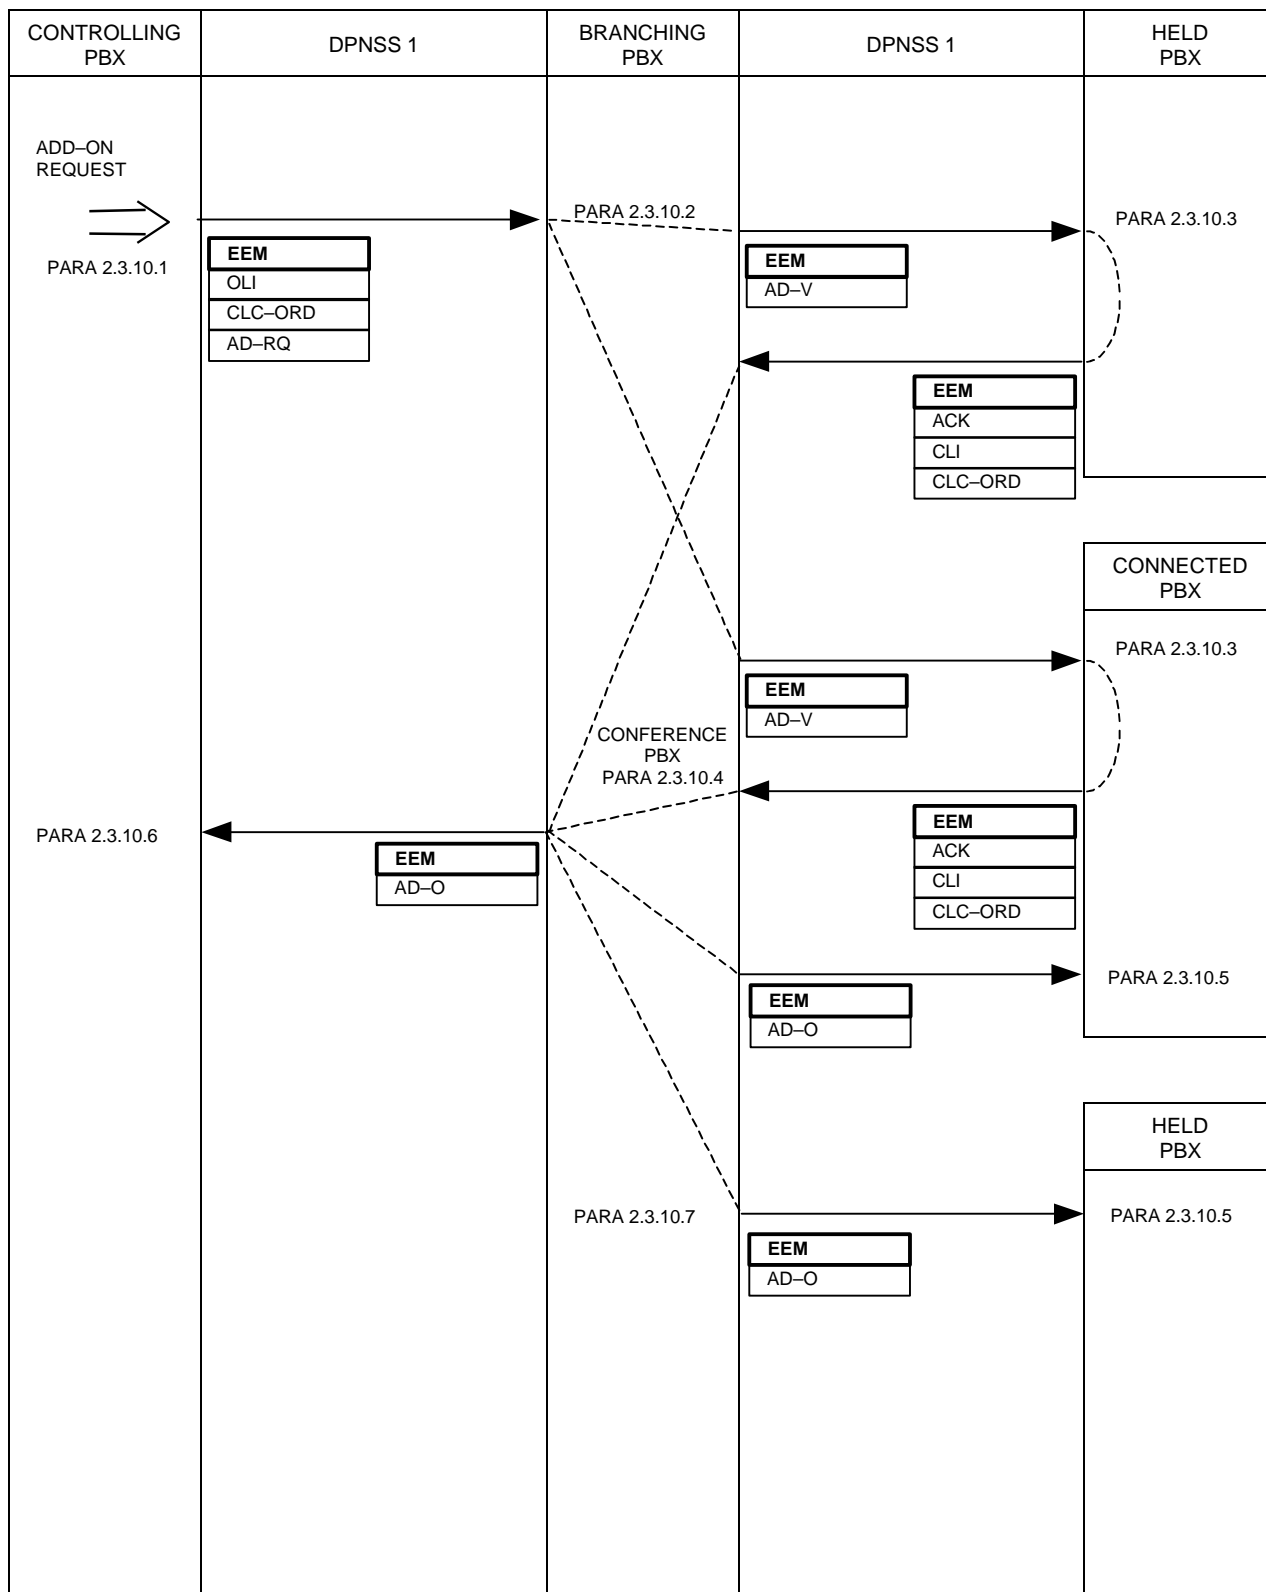 CONTROLLING
PBX
DPNSS 1
BRANCHING
PBX
DPNSS 1
HELD
PBX
ADD–ON
REQUEST
PARA 2.3.10.1
EEM
OLI
CLC–ORD
AD–RQ
PARA 2.3.10.2
EEM
AD–V
PARA 2.3.10.3
EEM
ACK
CLI
CLC–ORD
CONNECTED
PBX
PARA 2.3.10.3
EEM
AD–V
CONFERENCE
PBX
PARA 2.3.10.4
PARA 2.3.10.6
EEM
AD–O
EEM
ACK
CLI
CLC–ORD
PARA 2.3.10.5
EEM
AD–O
HELD
PBX
PARA 2.3.10.7
PARA 2.3.10.5
EEM
AD–O